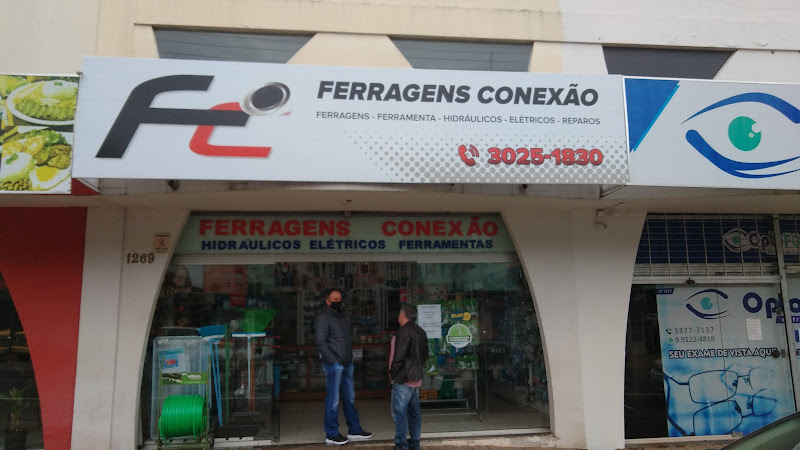 FC
FERRAGENS CONEXÃO
FERRAGENS - FERRAMENTA - HIDRÁULICOS - ELÉTRICOS - REPAROS
3025-1830
FERRAGENS CONEXÃO
HIDRAULICOS ELÉTRICOS FERRAMENTAS
1269
3377-7137
9.9122-4819
SEU EXAME DE VISTA AQUI